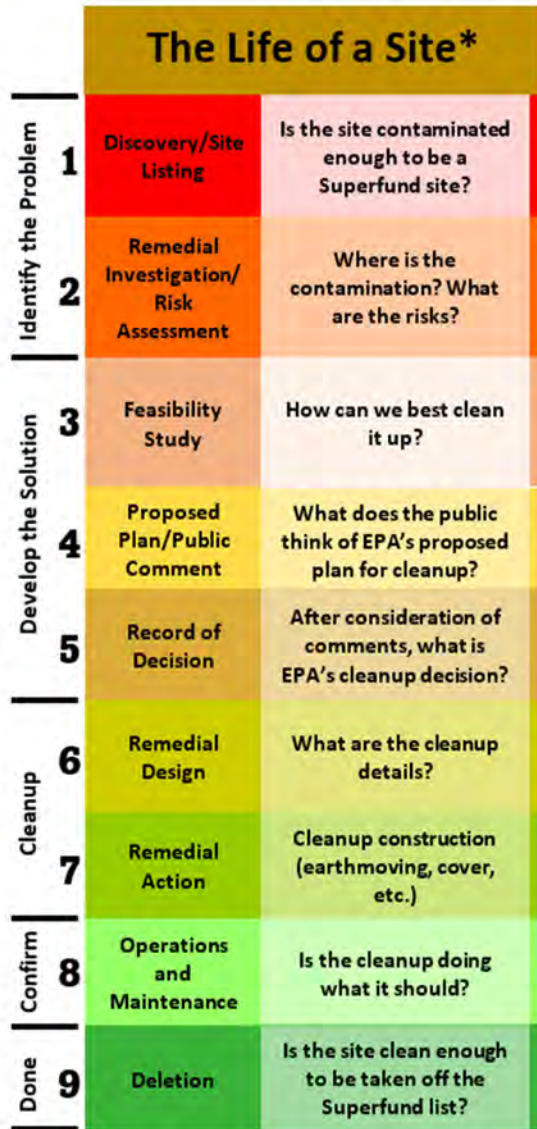 The Life of a Site*
Identify the Problem
1
Discovery/Site
Listing
Is the site contaminated
enough to be a
Superfund site?
2
Remedial
Investigation/
Risk
Assessment
Where is the
contamination? What
are the risks?
Develop the Solution
3
Feasibility
Study
How can we best clean
it up?
4
Proposed
Plan/Public
Comment
What does the public
think of EPA's proposed
plan for cleanup?
5
Record of
Decision
After consideration of
comments, what is
EPA's cleanup decision?
Cleanup
6
Remedial
Design
What are the cleanup
details?
7
Remedial
Action
Cleanup construction
(earthmoving, cover,
etc.)
Confirm
8
Operations
and
Maintenance
Is the cleanup doing
what it should?
Done
9
Deletion
Is the site clean enough
to be taken off the
Superfund list?